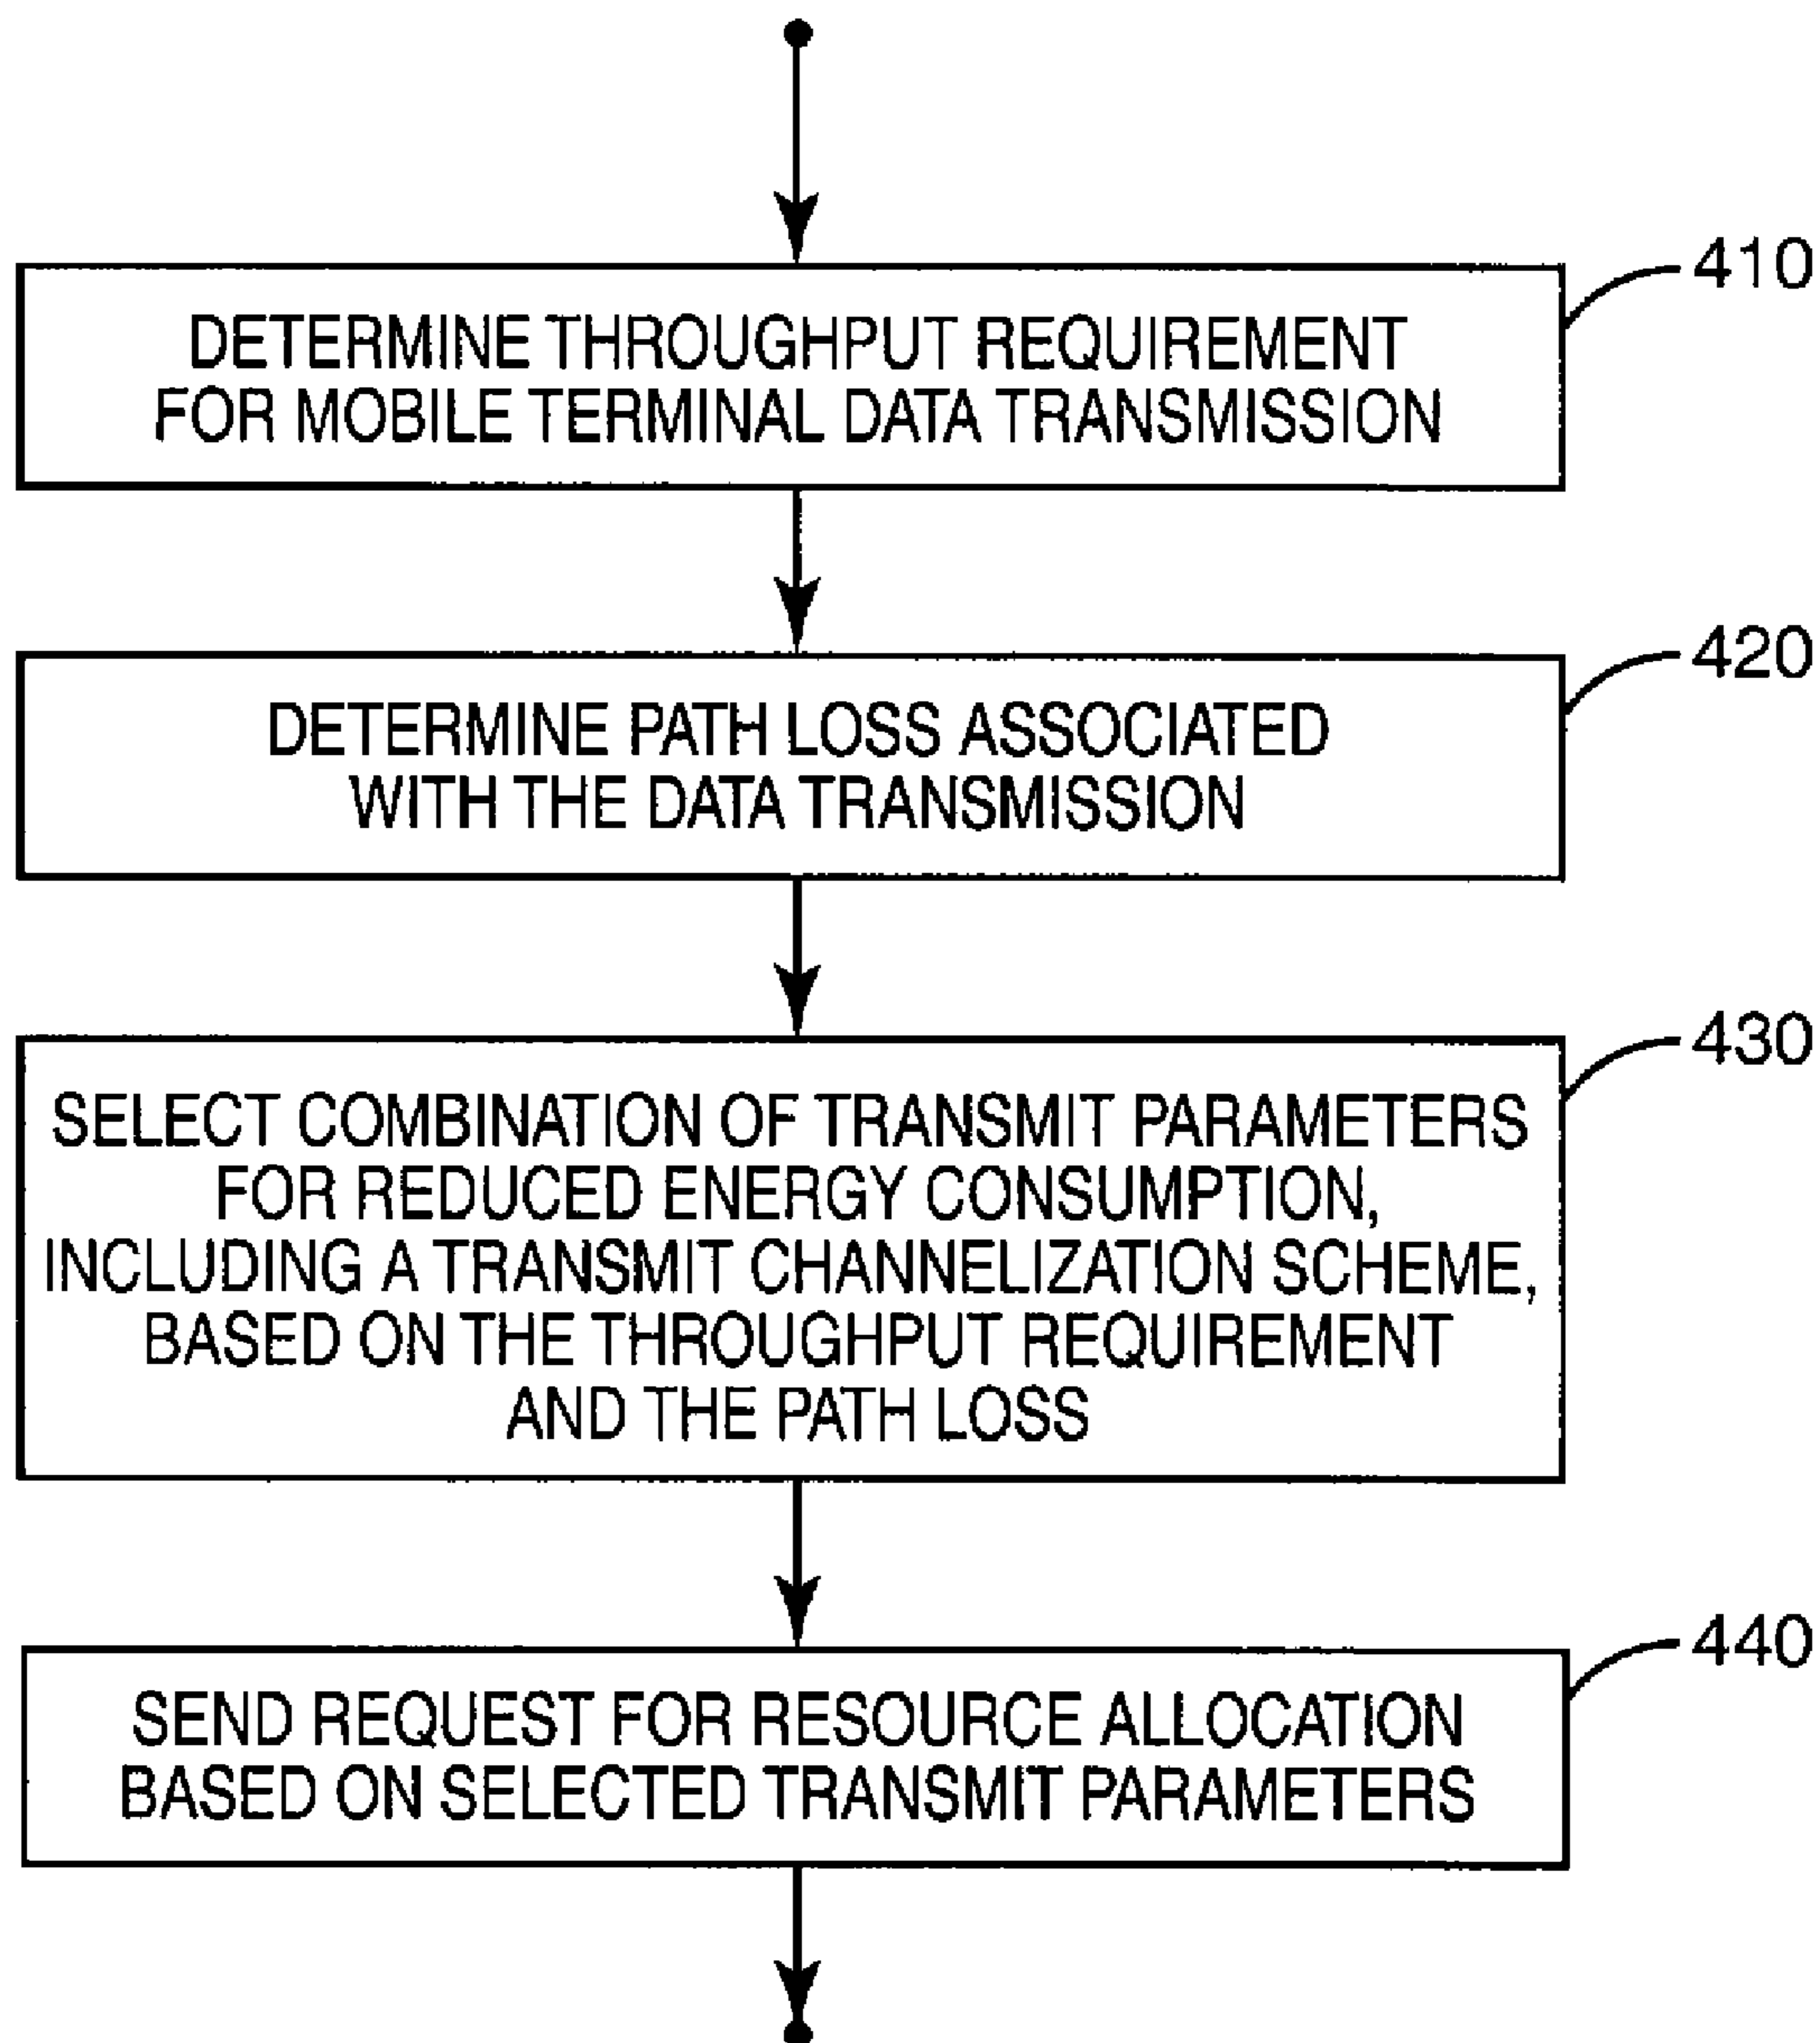 410
DETERMINE THROUGHPUT REQUIREMENT
FOR MOBILE TERMINAL DATA TRANSMISSION
420
DETERMINE PATH LOSS ASSOCIATED
WITH THE DATA TRANSMISSION
430
SELECT COMBINATION OF TRANSMIT PARAMETERS
FOR REDUCED ENERGY CONSUMPTION,
INCLUDING A TRANSMIT CHANNELIZATION SCHEME,
BASED ON THE THROUGHPUT REQUIREMENT
AND THE PATH LOSS
440
SEND REQUEST FOR RESOURCE ALLOCATION
BASED ON SELECTED TRANSMIT PARAMETERS